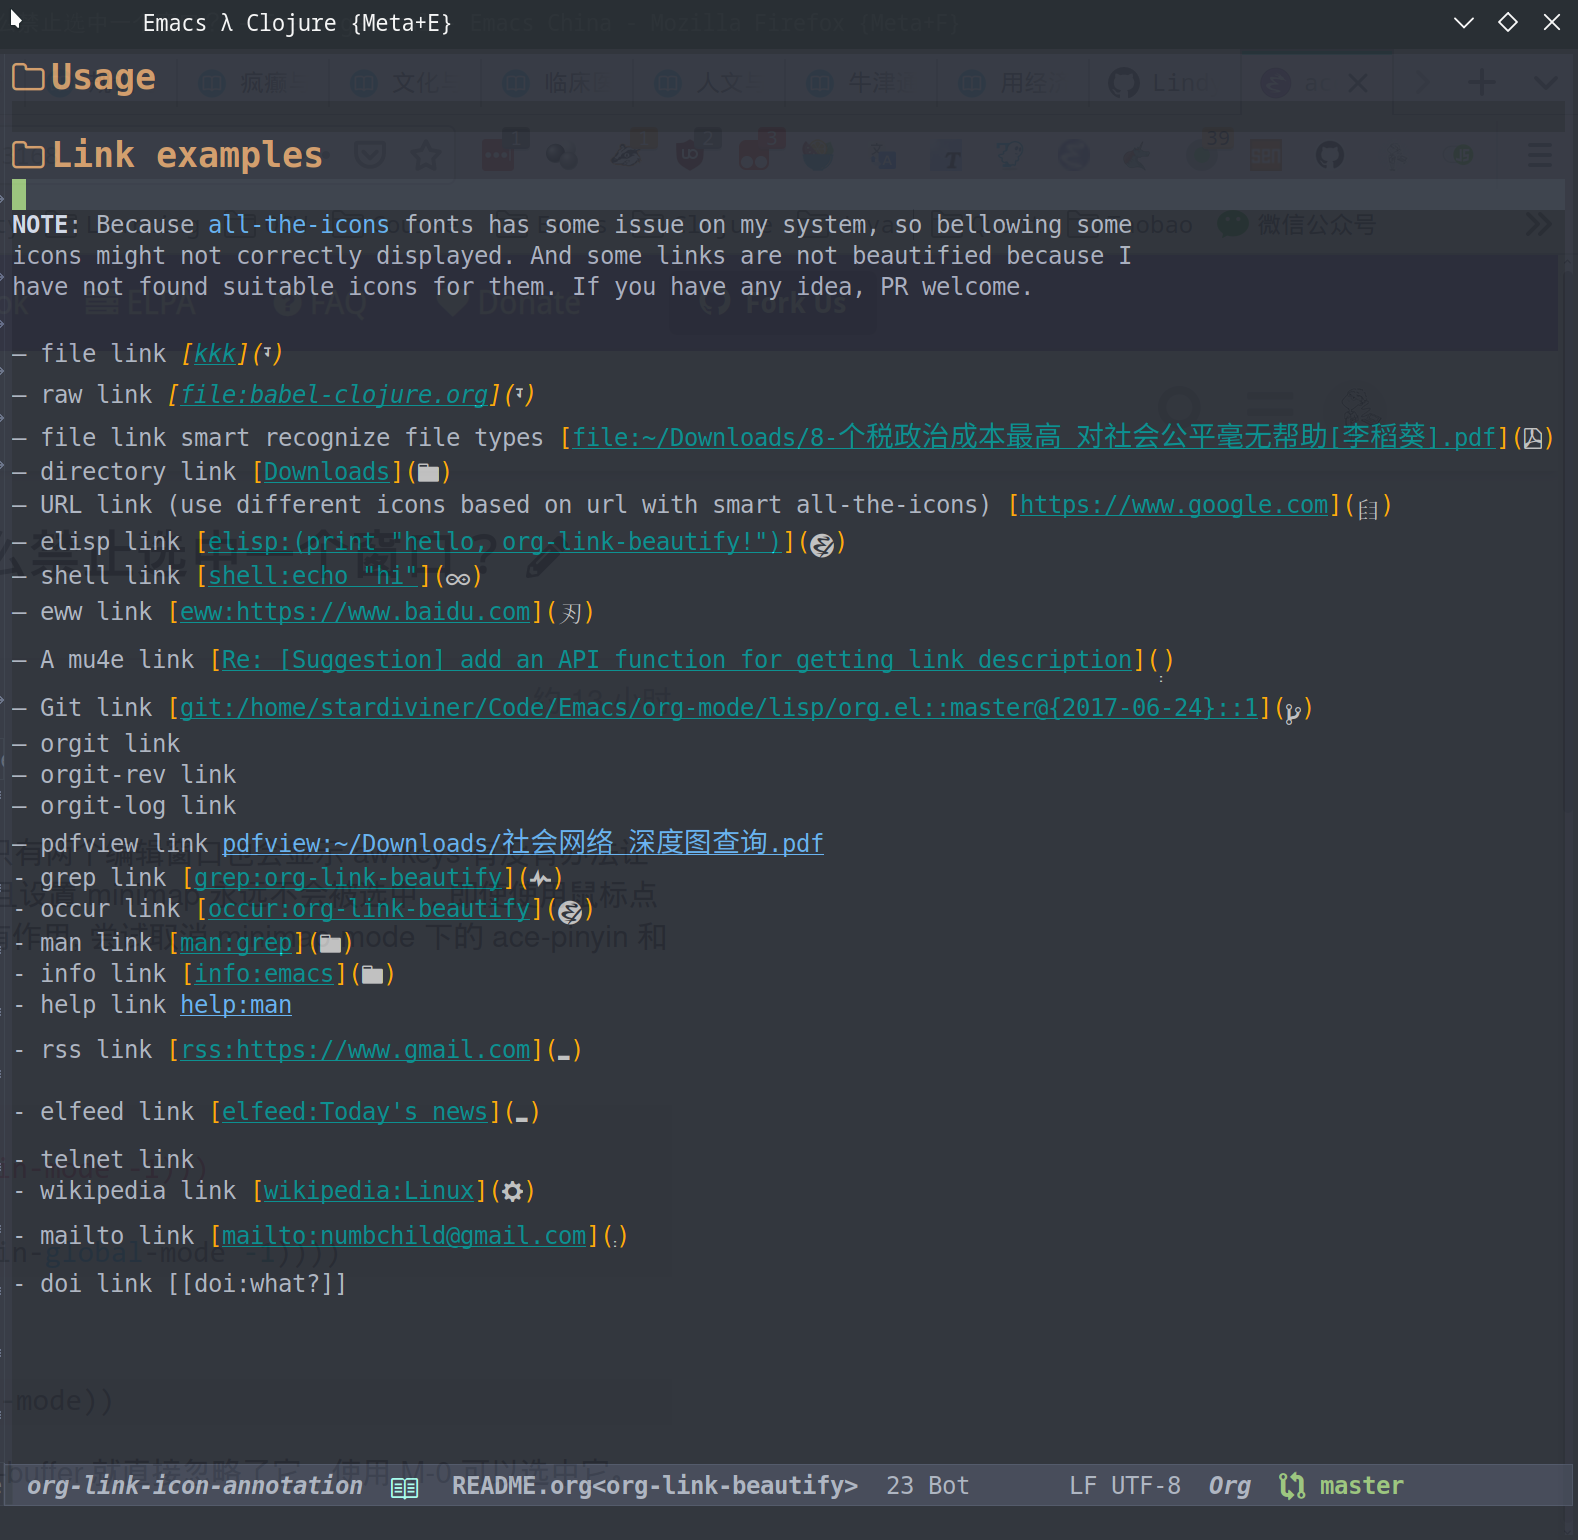 Emacs λ Clojure {Meta+E}
Usage
Link examples
NOTE: Because all-the-icons fonts has some issue on my system, so bellowing some
icons might not correctly displayed. And some links are not beautified because I
have not found suitable icons for them. If you have any idea, PR welcome.
— file link [kkk]()
— raw link [file:babel-clojure.org]()
— file link smart recognize file types [file:~/Downloads/8-个税政治成本最高 对社会公平毫无帮助[李稻葵].pdf]()
— directory link [Downloads]()
— URL link (use different icons based on url with smart all-the-icons) [https://www.google.com]()
— elisp link [elisp:(print "hello, org-link-beautify!")]()
— shell link [shell:echo "hi"]()
— eww link [eww:https://www.baidu.com](刃)
— A mu4e link [Re: [Suggestion] add an API function for getting link description]()
— Git link [git:/home/stardiviner/Code/Emacs/org-mode/lisp/org.el::master@{2017-06-24}::1]()
— orgit link
— orgit-rev link
— orgit-log link
— pdfview link pdfview:~/Downloads/社会网络 深度图查询.pdf
- grep link [grep:org-link-beautify]()
- occur link [occur:org-link-beautify]()
- man link [man:grep]()
- info link [info:emacs]()
- help link help:man
- rss link [rss:https://www.gmail.com]()
- elfeed link [elfeed:Today's news]()
- telnet link
- wikipedia link [wikipedia:Linux]()
- mailto link [mailto:numbchild@gmail.com]()
- doi link [[doi:what?]]
org-link-icon-annotation README.org<org-link-beautify> 23 Bot LF UTF-8 Org master